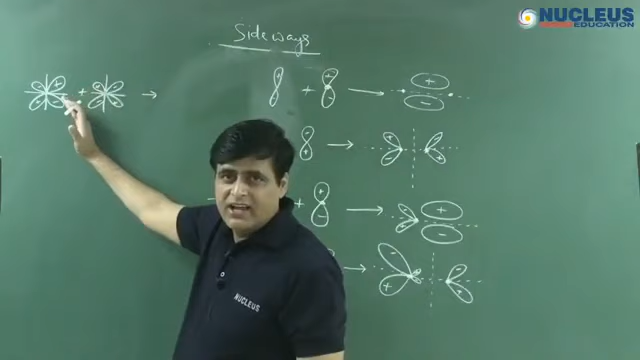 NUCLEUS
EDUCATION
Sideways
+ + → + + → + -
+ → - + - +
+ + - → - + -
→ - + - +
NUCLEUS